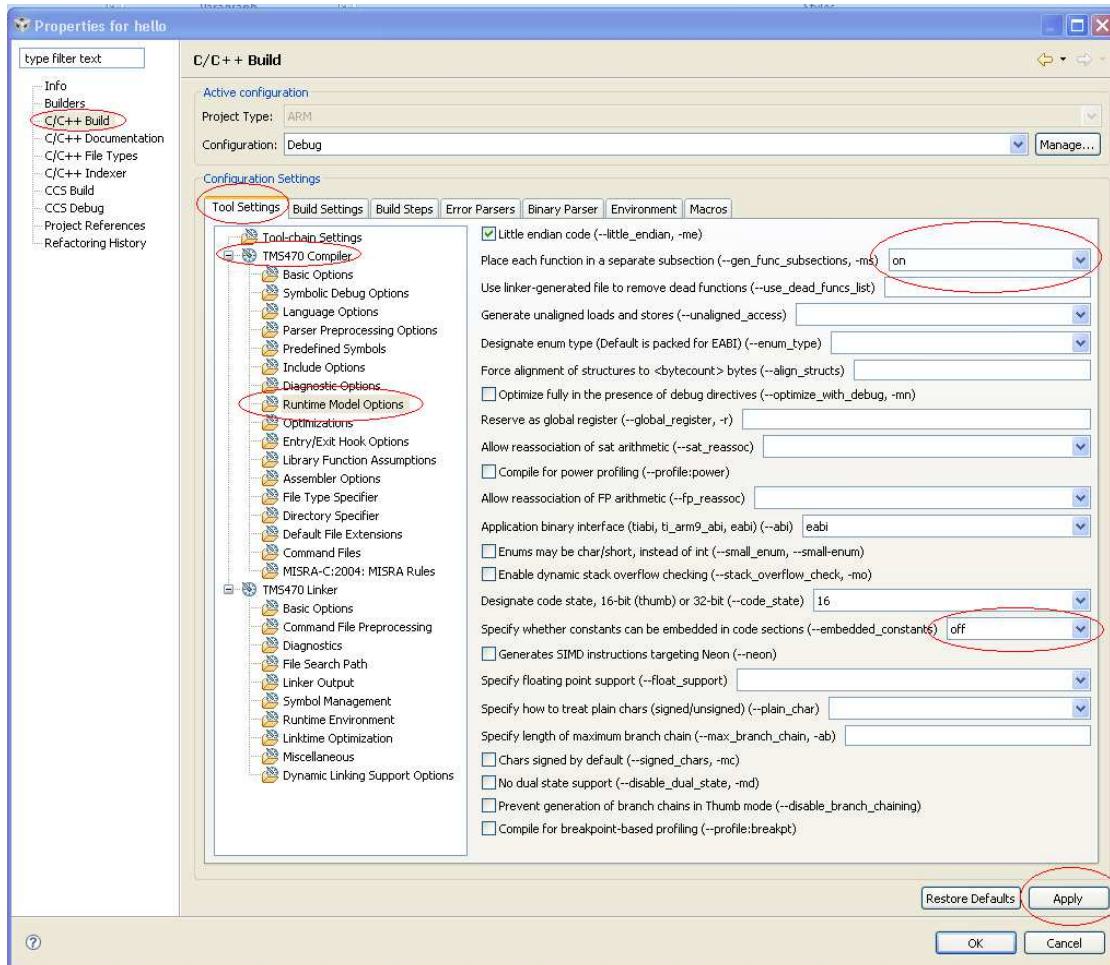 Paragraph
Styles
Properties for hello
type filter text
Info
Builders
C/C++ Build
C/C++ Documentation
C/C++ File Types
C/C++ Indexer
CCS Build
CCS Debug
Project References
Refactoring History
C/C++ Build
Active configuration
Project Type: ARM
Configuration: Debug Manage...
Configuration Settings
Tool Settings Build Settings Build Steps Error Parsers Binary Parser Environment Macros
Tool-chain Settings
TMS470 Compiler
Basic Options
Symbolic Debug Options
Language Options
Parser Preprocessing Options
Predefined Symbols
Include Options
Diagnostic Options
Runtime Model Options
Optimizations
Entry/Exit Hook Options
Library Function Assumptions
Assembler Options
File Type Specifier
Directory Specifier
Default File Extensions
Command Files
MISRA-C:2004: MISRA Rules
TMS470 Linker
Basic Options
Command File Preprocessing
Diagnostics
File Search Path
Linker Output
Symbol Management
Runtime Environment
Linktime Optimization
Miscellaneous
Dynamic Linking Support Options
Little endian code (--little_endian, -me)
Place each function in a separate subsection (--gen_func_subsections, -ms) on
Use linker-generated file to remove dead functions (--use_dead_funcs_list)
Generate unaligned loads and stores (--unaligned_access)
Designate enum type (Default is packed for EABI) (--enum_type)
Force alignment of structures to <bytecount> bytes (--align_structs)
Optimize fully in the presence of debug directives (--optimize_with_debug, -mn)
Reserve as global register (--global_register, -r)
Allow reassociation of sat arithmetic (--sat_reassoc)
Compile for power profiling (--profile:power)
Allow reassociation of FP arithmetic (--fp_reassoc)
Application binary interface (tiabi, ti_arm9_abi, eabi) (--abi) eabi
Enums may be char/short, instead of int (--small_enum, --small-enum)
Enable dynamic stack overflow checking (--stack_overflow_check, -mo)
Designate code state, 16-bit (thumb) or 32-bit (--code_state) 16
Specify whether constants can be embedded in code sections (--embedded_constants) off
Generates SIMD instructions targeting Neon (--neon)
Specify floating point support (--float_support)
Specify how to treat plain chars (signed/unsigned) (--plain_char)
Specify length of maximum branch chain (--max_branch_chain, -ab)
Chars signed by default (--signed_chars, -mc)
No dual state support (--disable_dual_state, -md)
Prevent generation of branch chains in Thumb mode (--disable_branch_chaining)
Compile for breakpoint-based profiling (--profile:breakpt)
Restore Defaults Apply
? OK Cancel